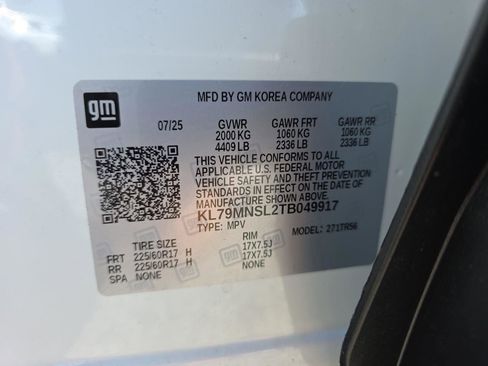 MFD BY GM KOREA COMPANY
gm
07/25 GVWR GAWR FRT GAWR RR
2000 KG 1060 KG 1060 KG
4409 LB 2336 LB 2336 LB
THIS VEHICLE CONFORMS TO ALL
APPLICABLE U.S. FEDERAL MOTOR
VEHICLE SAFETY AND THEFT PREVENTION
STANDARDS IN EFFECT ON THE DATE OF
MANUFACTURE SHOWN ABOVE.
KL79MNSL2TB049917
TYPE: MPV 271TR56
TIRE SIZE RIM
FRT 225/60R17 H 17X7.5J
RR 225/60R17 H 17X7.5J
SPA NONE NONE